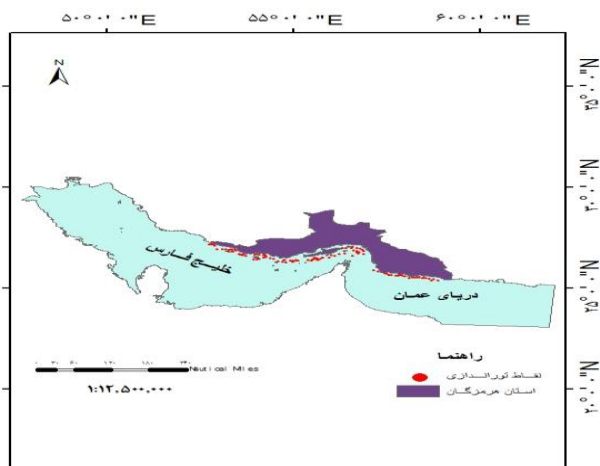 ۵۰°۰'۰"E ۵۵°۰'۰"E ۶۰°۰'۰"E
N
خلیج فارس
دریای عمان
راهنما
نقاط توراندازی
استان هرمزگان
Nautical Miles
۱:۱۲,۵۰۰,۰۰۰